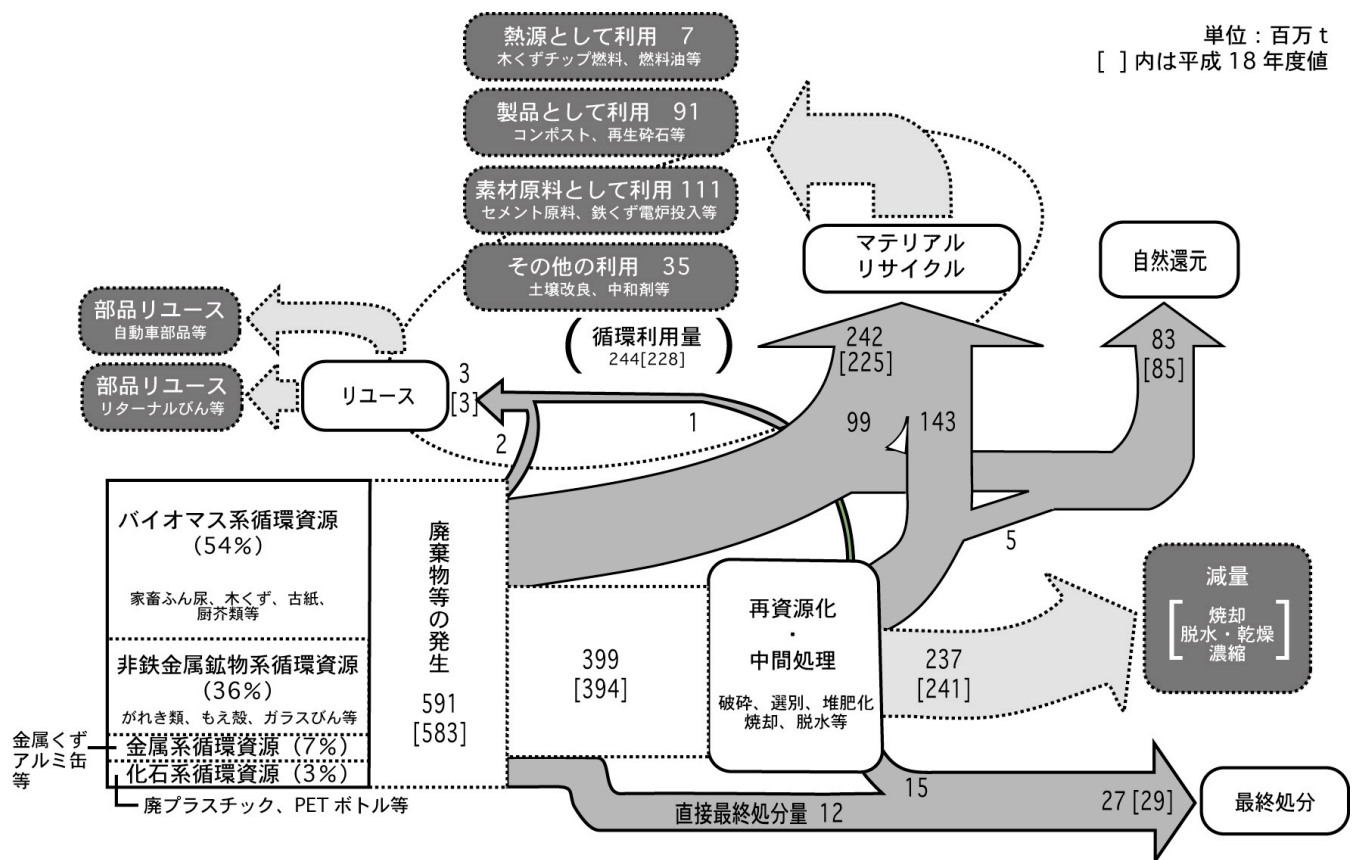 単位：百万 t
[ ] 内は平成 18 年度値
熱源として利用 7
木くずチップ燃料、燃料油等
製品として利用 91
コンポスト、再生砕石等
素材原料として利用 111
セメント原料、鉄くず電炉投入等
その他の利用 35
土壌改良、中和剤等
マテリアル
リサイクル
自然還元
部品リユース
自動車部品等
部品リユース
リターナルびん等
リユース
3
[3]
循環利用量
244[228]
242
[225]
83
[85]
2
1
99
143
5
バイオマス系循環資源
(54%)
家畜ふん尿、木くず、古紙、
厨芥類等
非鉄金属鉱物系循環資源
(36%)
がれき類、もえ殻、ガラスびん等
金属系循環資源 (7%)
化石系循環資源 (3%)
金属くず
アルミ缶
等
廃プラスチック、PET ボトル等
廃棄物等の発生
591
[583]
399
[394]
再資源化
・
中間処理
破砕、選別、堆肥化
焼却、脱水等
237
[241]
減量
焼却
脱水・乾燥
濃縮
15
直接最終処分量 12
27 [29]
最終処分